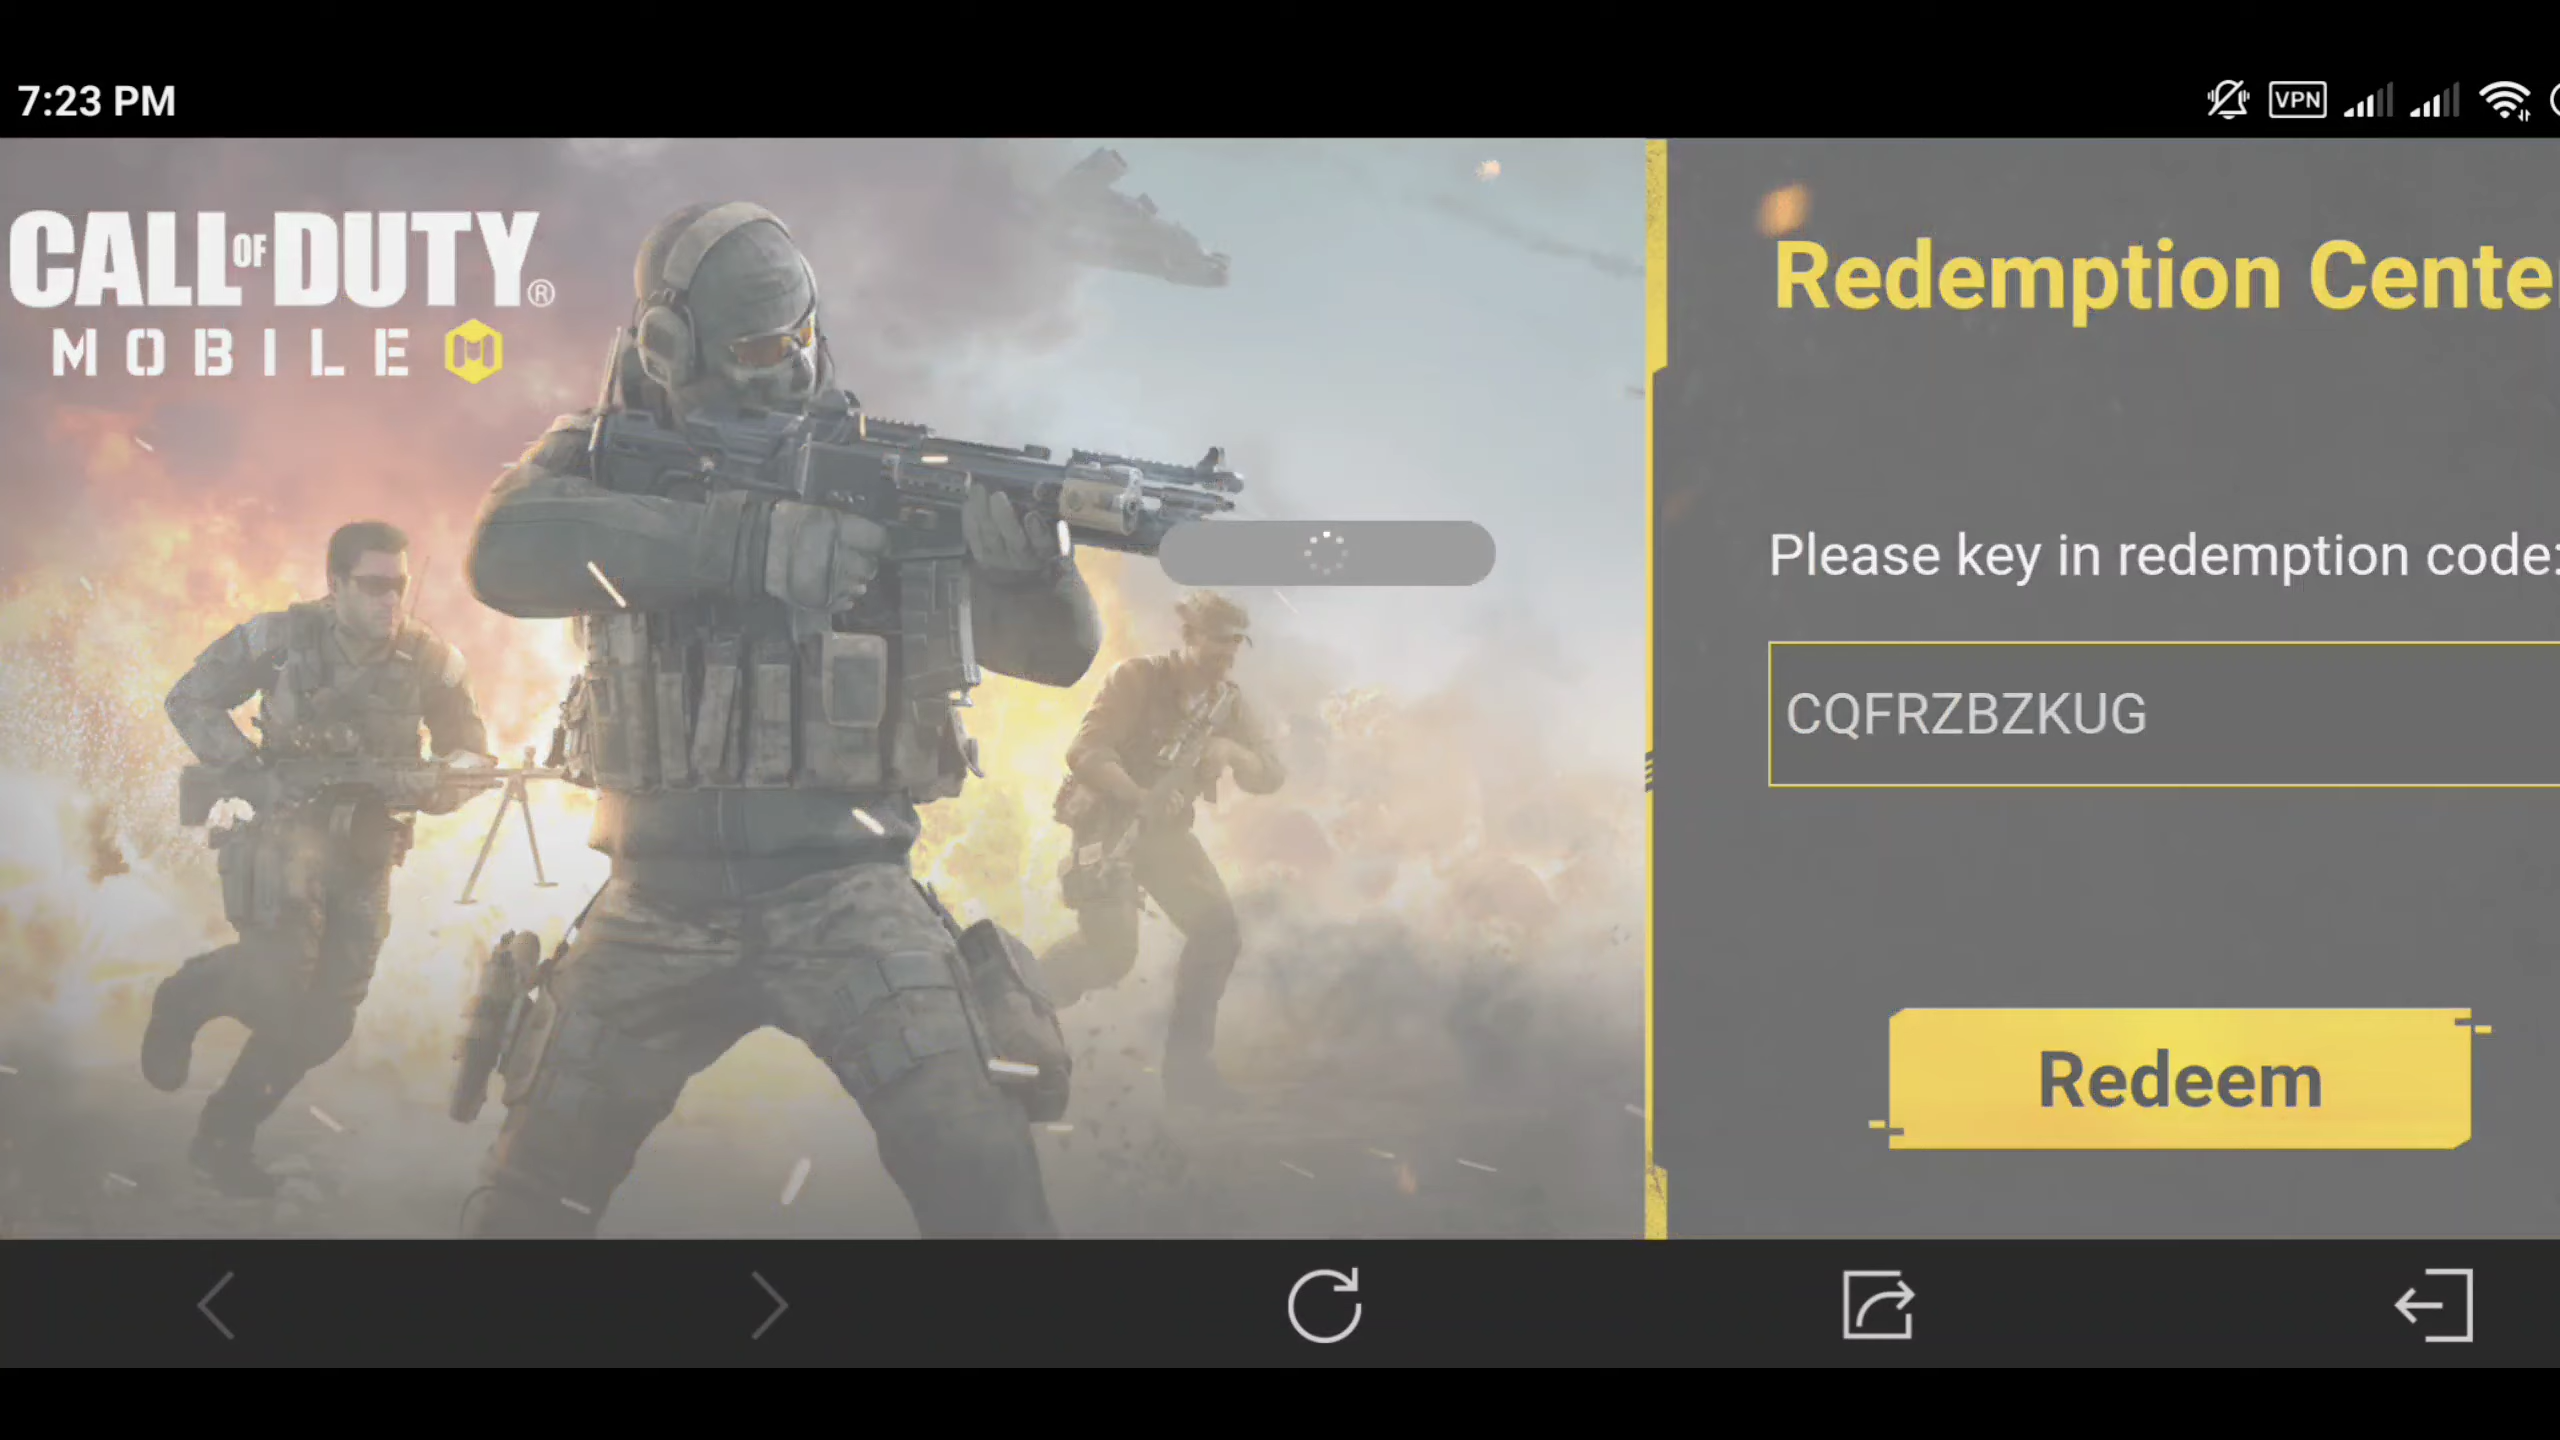 7:23 PM
VPN
CALL OF DUTY®
MOBILE
Redemption Cente
Please key in redemption code:
CQFRZBZKUG
Redeem